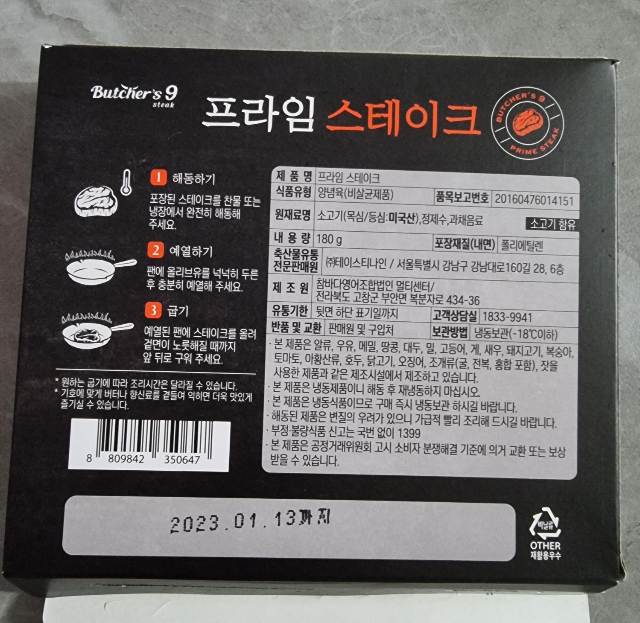 Butcher's 9
steak
프라임 스테이크
BUTCHER'S 9
PRIME STEAK
1 해동하기
포장된 스테이크를 찬물 또는
냉장에서 완전히 해동해
주세요.
2 예열하기
팬에 올리브유를 넉넉히 두른
후 충분히 예열해 주세요.
3 굽기
예열된 팬에 스테이크를 올려
겉면이 노릇해질 때까지
앞 뒤로 구워 주세요.
* 원하는 굽기에 따라 조리시간은 달라질 수 있습니다.
* 기호에 맞게 버터나 향신료를 곁들여 익히면 더욱 맛있게
즐기실 수 있습니다.
8 809842 350647
제 품 명 프라임 스테이크
식품유형 양념육(비살균제품) 품목보고번호 20160476014151
원재료명 소고기(목심/등심:미국산),정제수,과채음료
소고기 함유
내 용 량 180 g 포장재질(내면) 폴리에틸렌
축산물유통
전문판매원 ㈜테이스티나인 / 서울특별시 강남구 강남대로160길 28, 6층
제 조 원 참바다영어조합법인 멀티센터/
전라북도 고창군 부안면 복분자로 434-36
유통기한 뒷면 하단 표기일까지 고객상담실 1833-9941
반품 및 교환 판매원 및 구입처 보관방법 냉동보관(-18℃이하)
· 본 제품은 알류, 우유, 메밀, 땅콩, 대두, 밀, 고등어, 게, 새우, 돼지고기, 복숭아,
토마토, 아황산류, 호두, 닭고기, 오징어, 조개류(굴, 전복, 홍합 포함), 잣을
사용한 제품과 같은 제조시설에서 제조하고 있습니다.
· 본 제품은 냉동제품이니 해동 후 재냉동하지 마십시오.
· 본 제품은 냉동식품이므로 구매 즉시 냉동보관 하시길 바랍니다.
· 해동된 제품은 변질의 우려가 있으니 가급적 빨리 조리해 드시길 바랍니다.
· 부정·불량식품 신고는 국번 없이 1399
· 본 제품은 공정거래위원회 고시 소비자 분쟁해결 기준에 의거 교환 또는 보상
받을 수 있습니다.
2023.01.13까지
OTHER
재활용우수